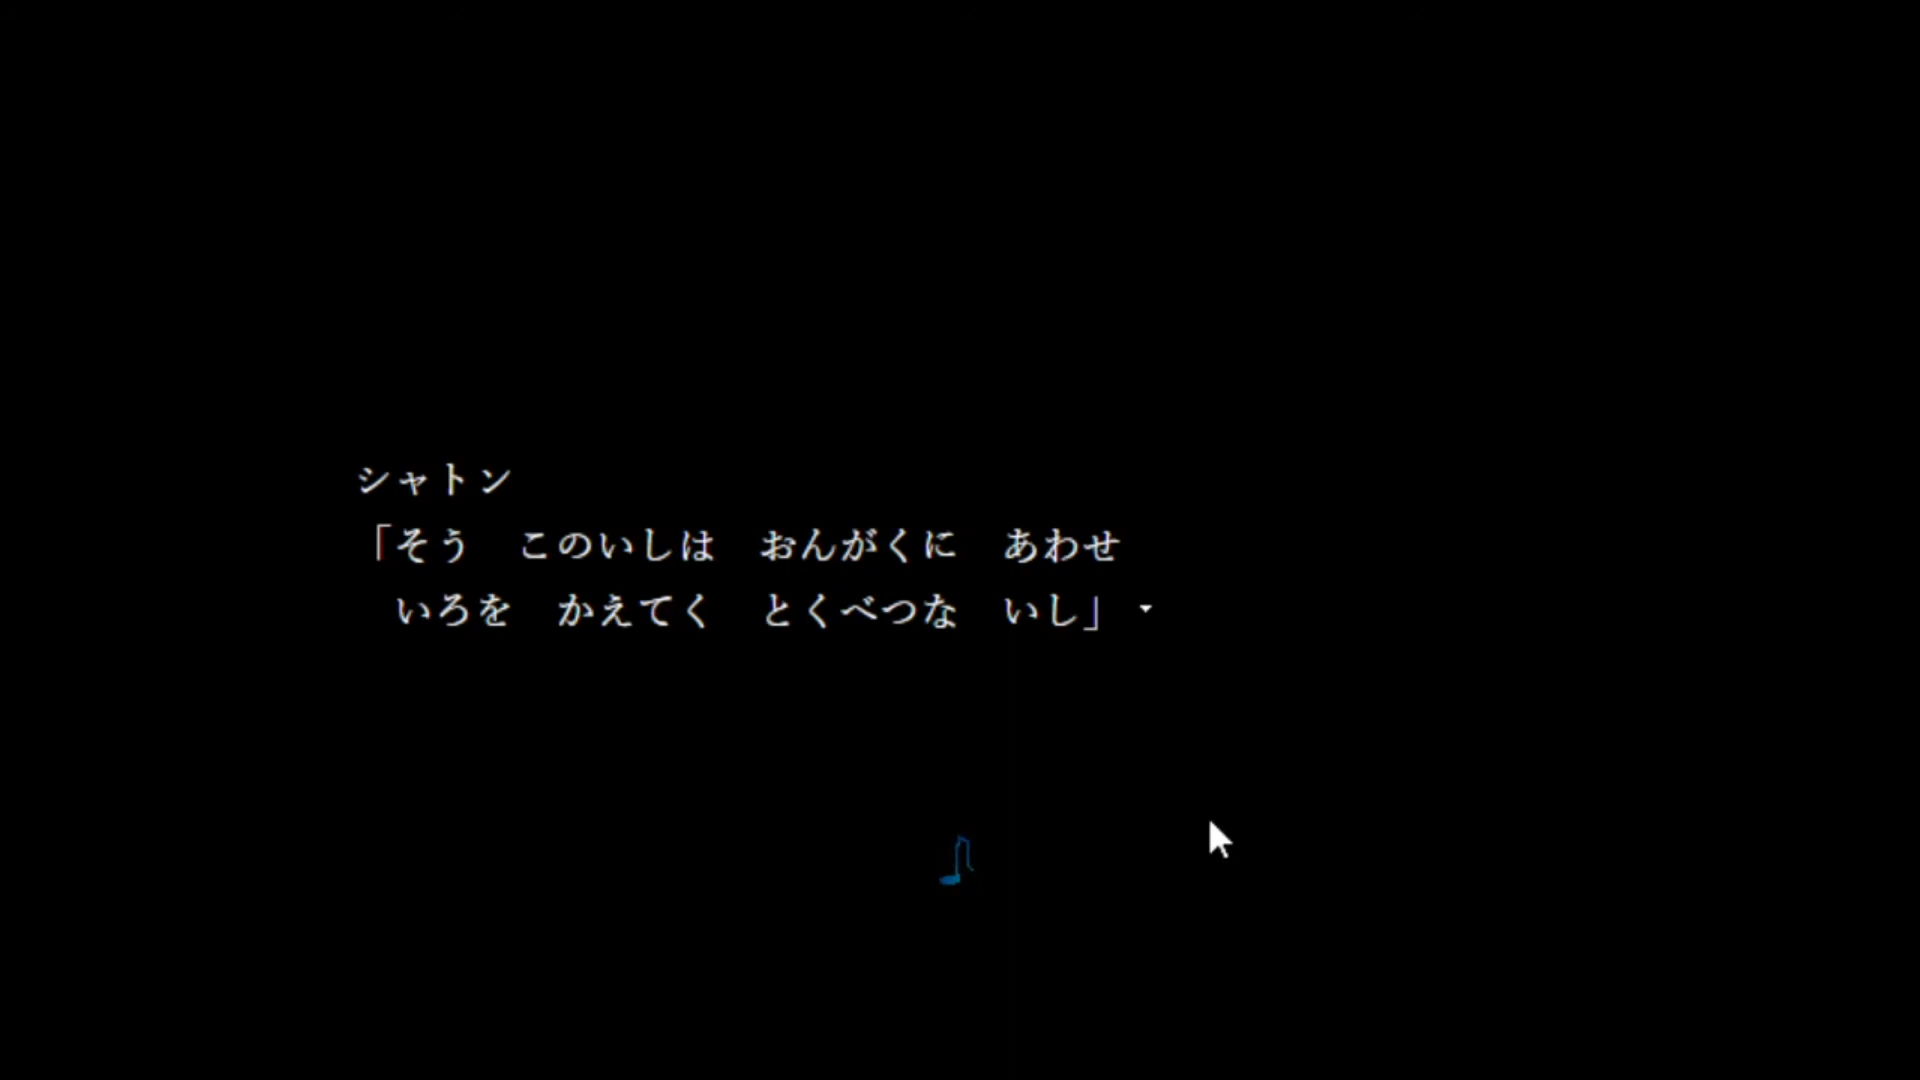 シャトン
「そう　このいしは　おんがくに　あわせ
いろを　かえてく　とくべつな　いし」